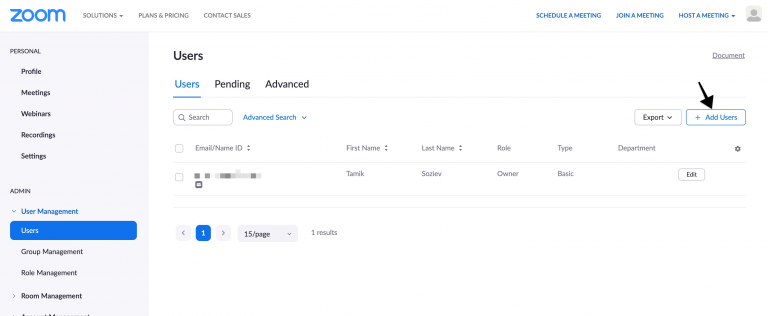 zoom SOLUTIONS PLANS & PRICING CONTACT SALES SCHEDULE A MEETING JOIN A MEETING HOST A MEETING
PERSONAL
Profile
Meetings
Webinars
Recordings
Settings
ADMIN
User Management
Users
Group Management
Role Management
Room Management
Users Document
Users Pending Advanced
Search Advanced Search Export + Add Users
Email/Name ID First Name Last Name Role Type Department
Tamik Soziev Owner Basic Edit
1 15/page 1 results